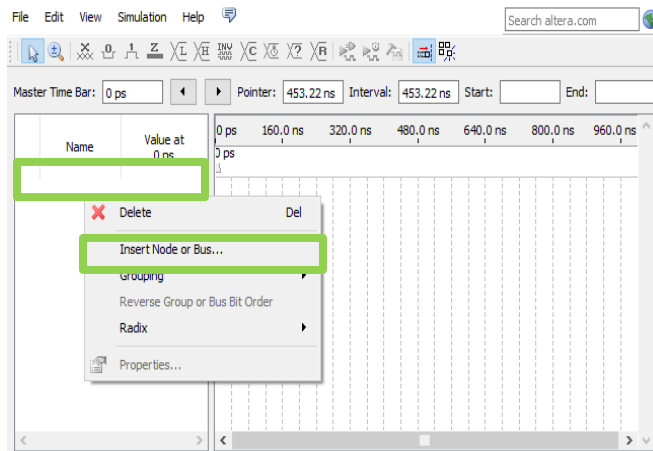 File Edit View Simulation Help
Search altera.com
Master Time Bar: 0 ps Pointer: 453.22 ns Interval: 453.22 ns Start: End:
Name
Value at
0 ps
0 ps 160.0 ns 320.0 ns 480.0 ns 640.0 ns 800.0 ns 960.0 ns
0 ps
Delete Del
Insert Node or Bus...
Grouping
Reverse Group or Bus Bit Order
Radix
Properties...